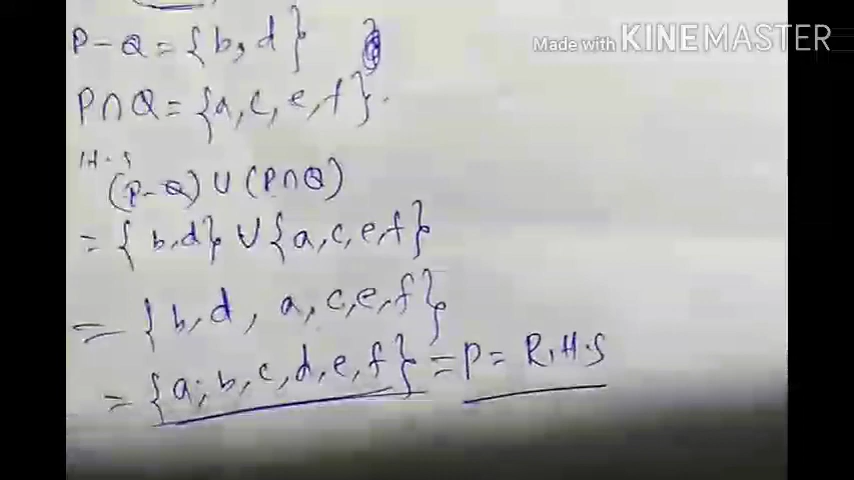 P-Q = {b, d}
Made with KINEMASTER
P∩Q = {a, c, e, f}.
H.S
(P-Q) ∪ (P∩Q)
= {b, d} ∪ {a, c, e, f}
= {b, d, a, c, e, f}
= {a, b, c, d, e, f} = P = R.H.S